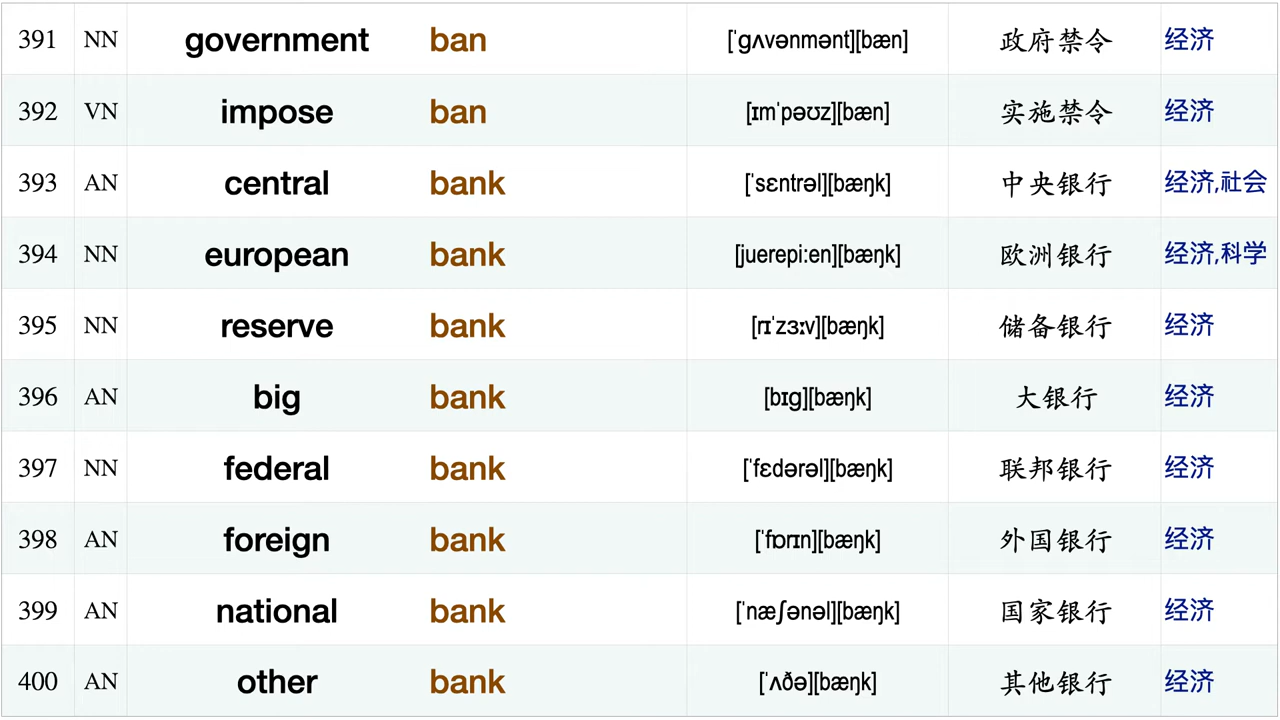 391 NN government ban [ˈɡʌvənmənt][bæn] 政府禁令 经济
392 VN impose ban [ɪmˈpəʊz][bæn] 实施禁令 经济
393 AN central bank [ˈsɛntrəl][bæŋk] 中央银行 经济,社会
394 NN european bank [juerepi:en][bæŋk] 欧洲银行 经济,科学
395 NN reserve bank [rɪˈzɜːv][bæŋk] 储备银行 经济
396 AN big bank [bɪɡ][bæŋk] 大银行 经济
397 NN federal bank [ˈfɛdərəl][bæŋk] 联邦银行 经济
398 AN foreign bank [ˈfɒrɪn][bæŋk] 外国银行 经济
399 AN national bank [ˈnæʃənəl][bæŋk] 国家银行 经济
400 AN other bank [ˈʌðə][bæŋk] 其他银行 经济